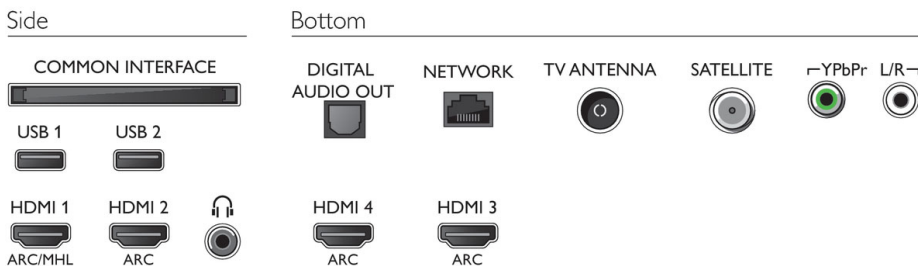 Side
COMMON INTERFACE
USB 1 USB 2
HDMI 1 HDMI 2
ARC/MHL ARC
Bottom
DIGITAL AUDIO OUT
NETWORK
TV ANTENNA
SATELLITE
YPbPr L/R
HDMI 4 HDMI 3
ARC ARC